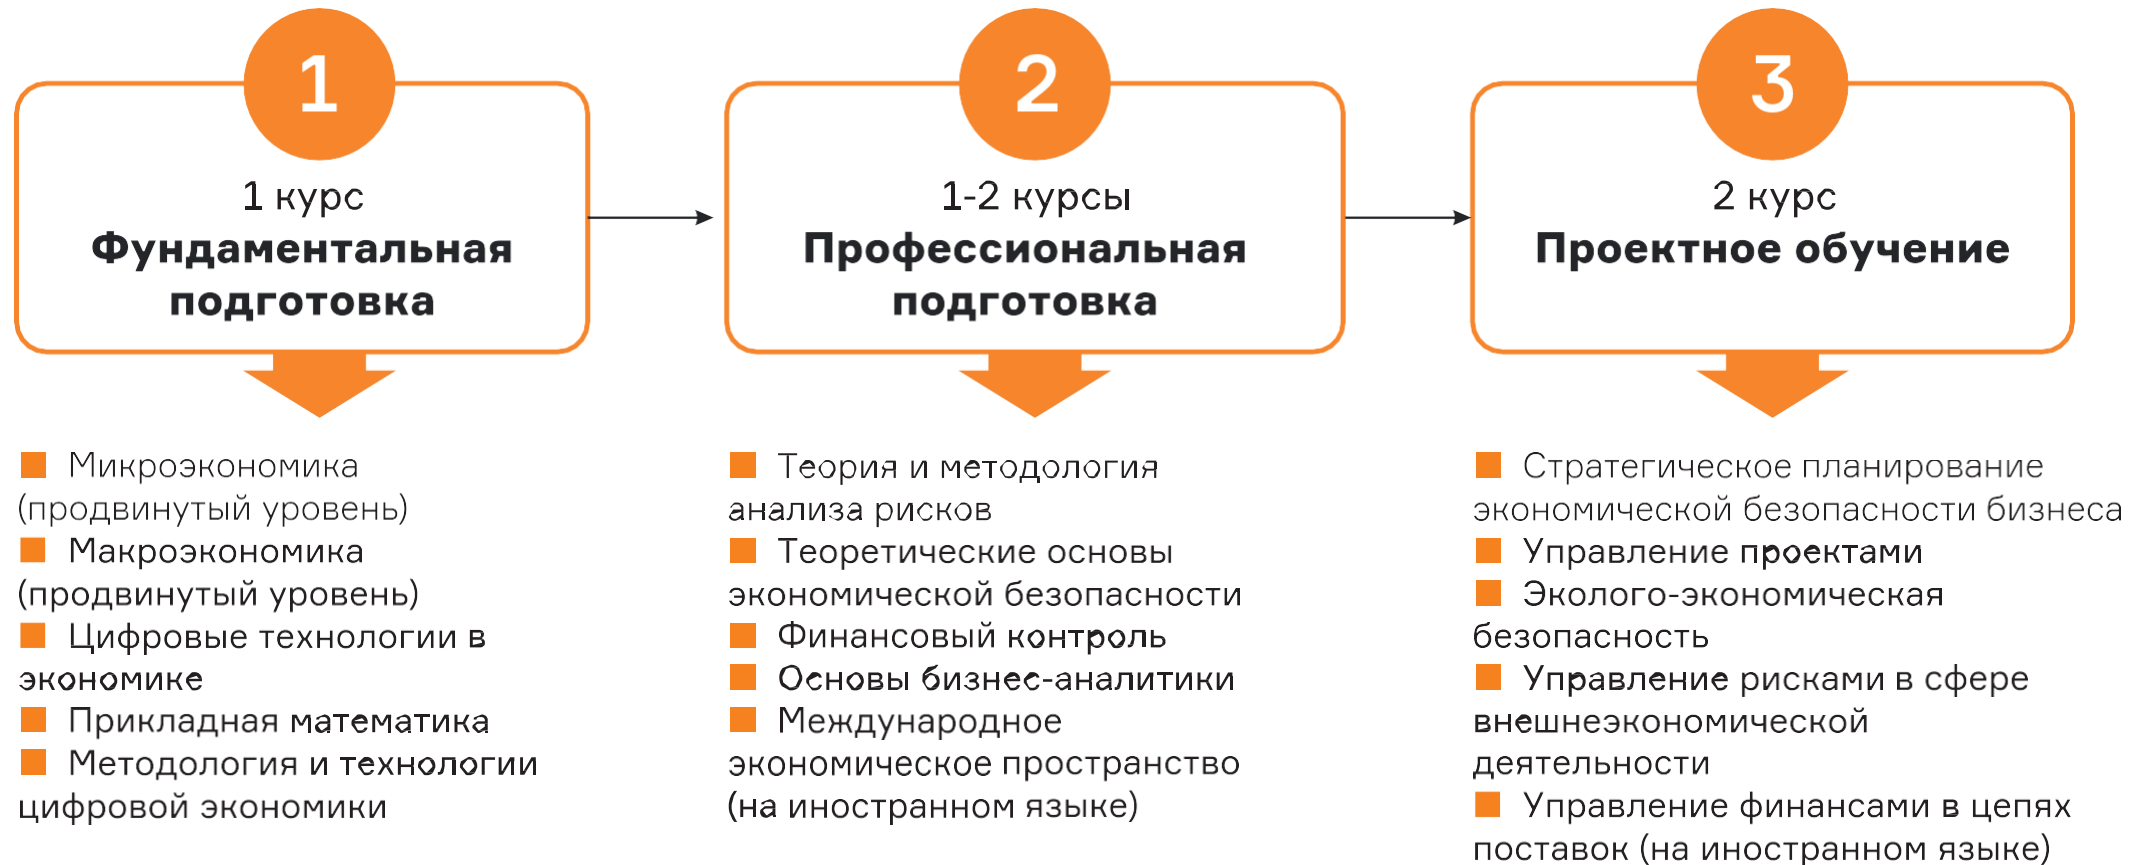 1
1 курс
Фундаментальная
подготовка
Микроэкономика
(продвинутый уровень)
Макроэкономика
(продвинутый уровень)
Цифровые технологии в
экономике
Прикладная математика
Методология и технологии
цифровой экономики
2
1-2 курсы
Профессиональная
подготовка
Теория и методология
анализа рисков
Теоретические основы
экономической безопасности
Финансовый контроль
Основы бизнес-аналитики
Международное
экономическое пространство
(на иностранном языке)
3
2 курс
Проектное обучение
Стратегическое планирование
экономической безопасности бизнеса
Управление проектами
Эколого-экономическая
безопасность
Управление рисками в сфере
внешнеэкономической
деятельности
Управление финансами в цепях
поставок (на иностранном языке)